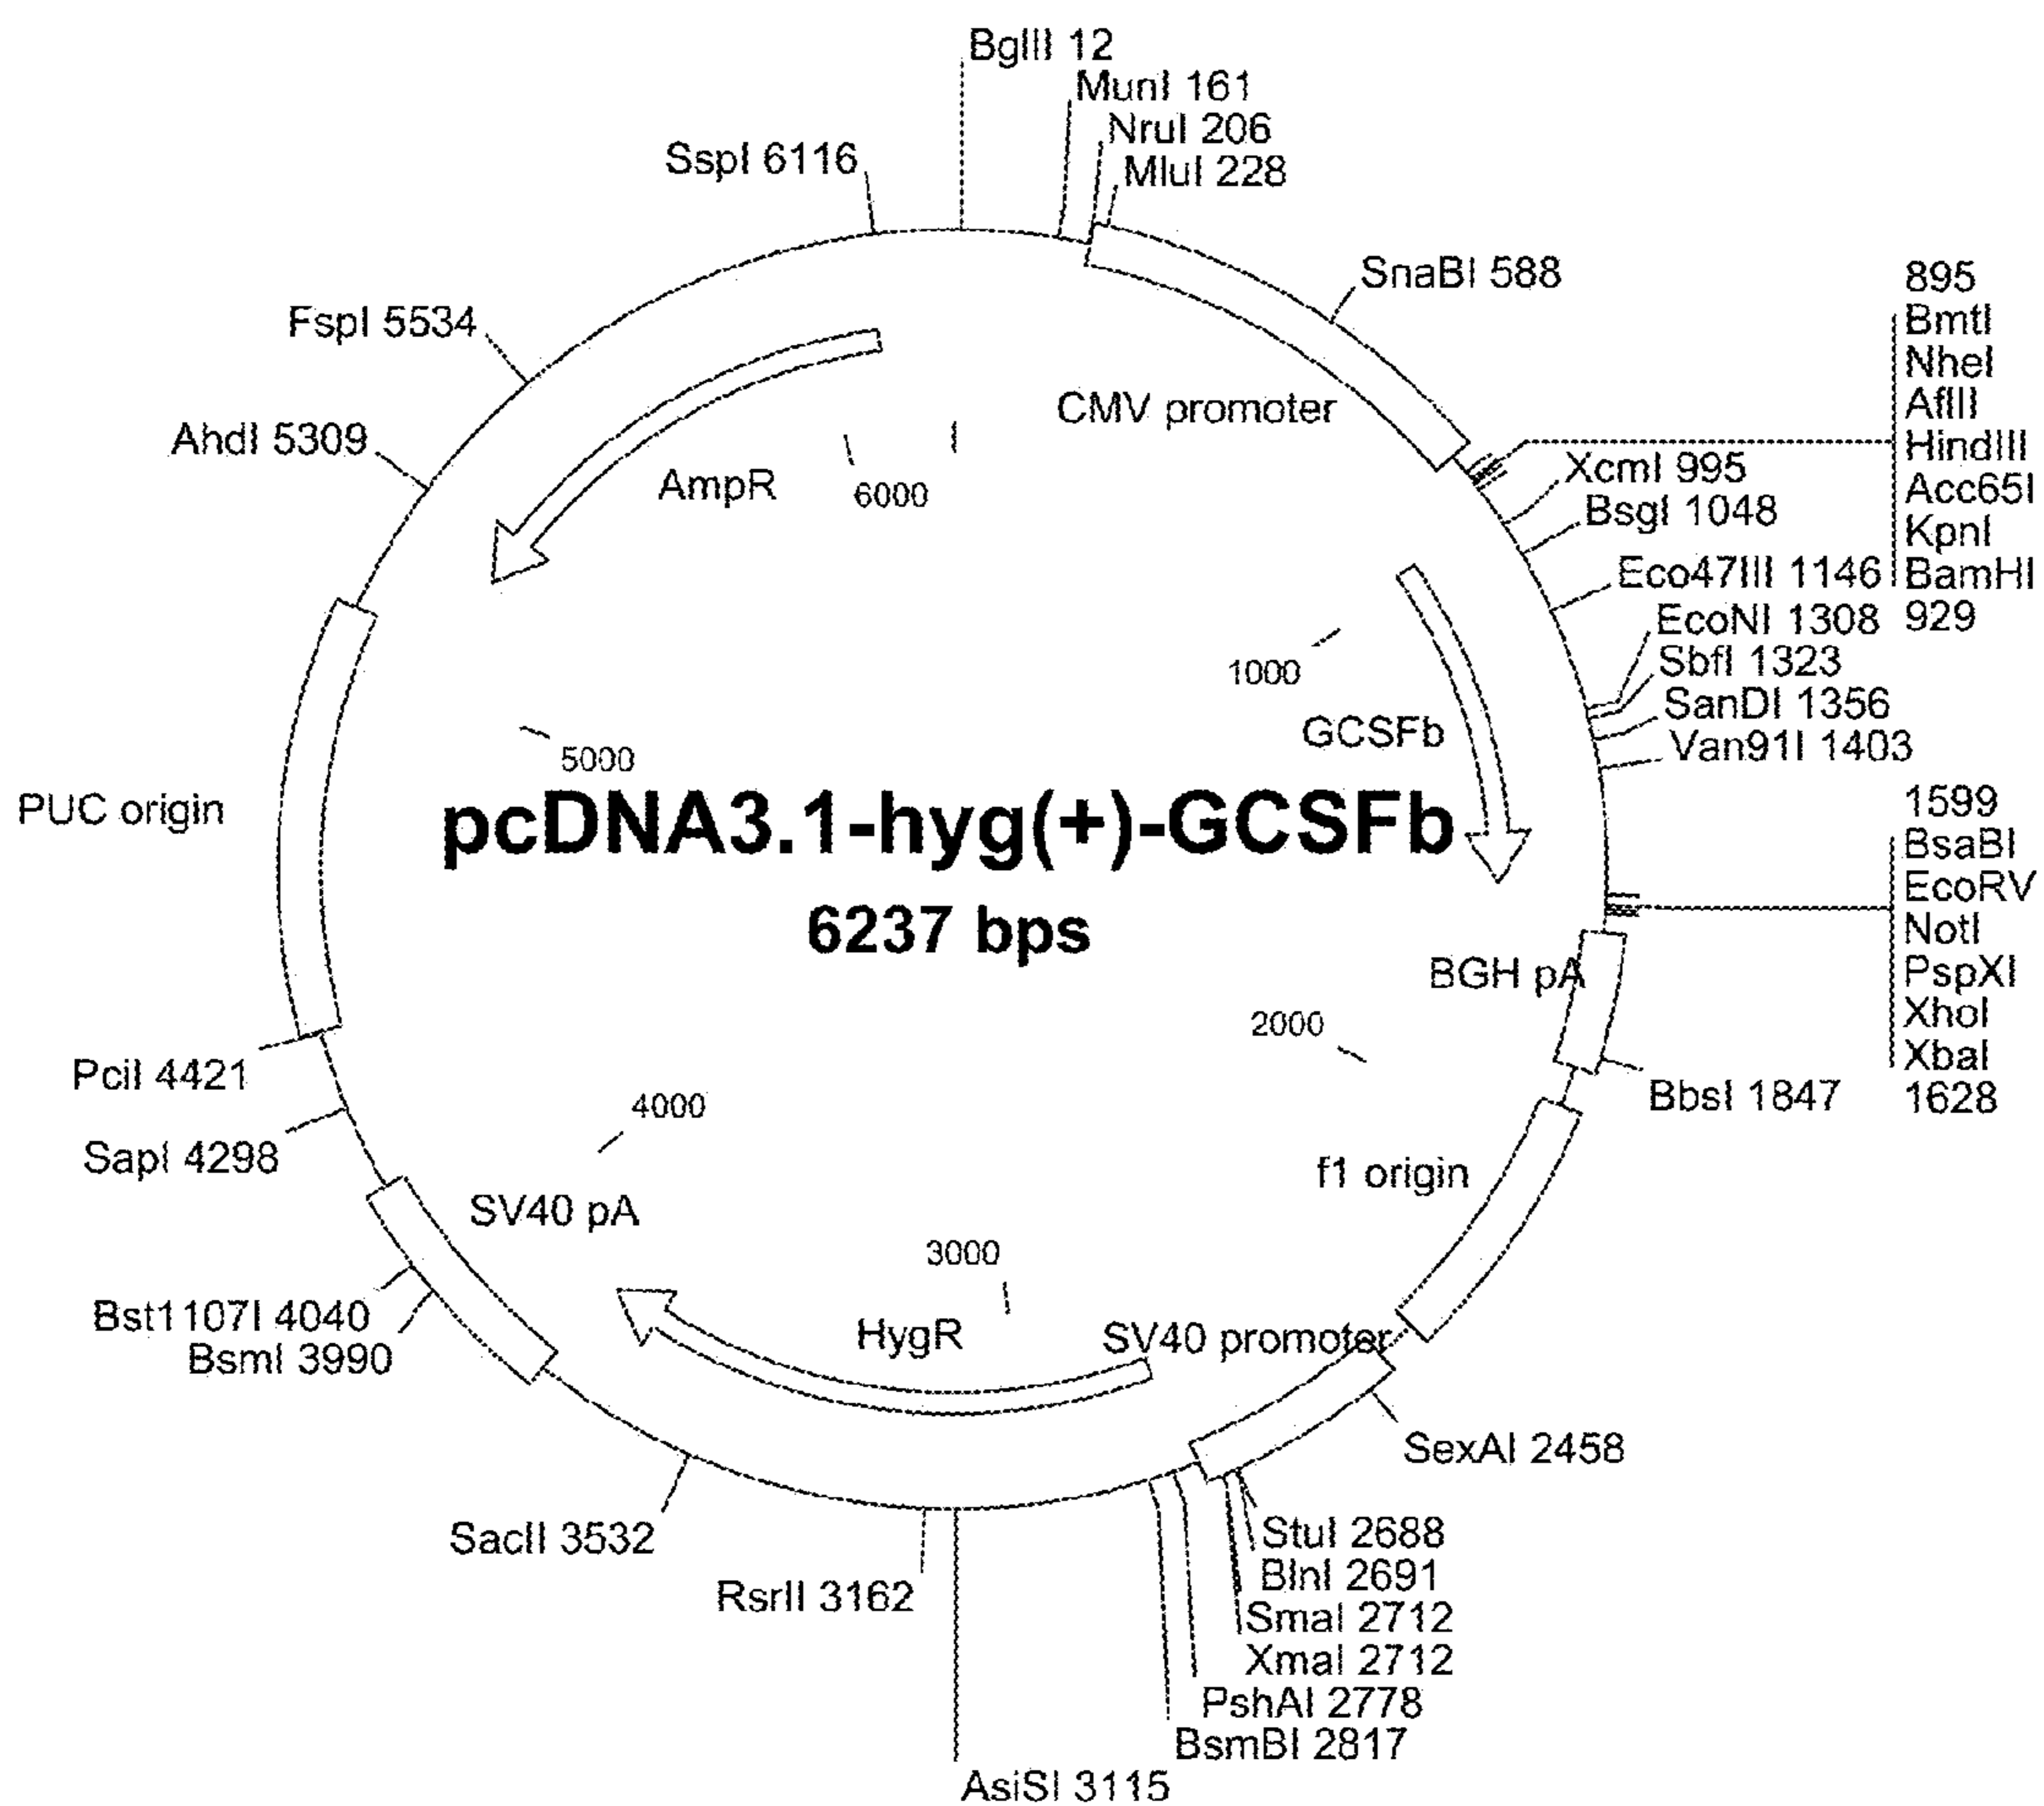 BglII 12
MunI 161
NruI 206
MluI 228
SspI 6116
SnaBI 588
895
BmtI
NheI
AflII
HindIII
Acc65I
KpnI
BamHI
929
FspI 5534
AhdI 5309
CMV promoter
XcmI 995
BsgI 1048
Eco47III 1146
EcoNI 1308
SbfI 1323
SanDI 1356
Van91I 1403
AmpR
6000
1000
GCSFb
5000
PUC origin
pcDNA3.1-hyg(+)-GCSFb
6237 bps
1599
BsaBI
EcoRV
NotI
PspXI
XhoI
XbaI
1628
BGH pA
2000
BbsI 1847
PciI 4421
4000
SapI 4298
f1 origin
SV40 pA
3000
HygR
SV40 promoter
Bst1107I 4040
BsmI 3990
SexAI 2458
SacII 3532
StuI 2688
BlnI 2691
SmaI 2712
XmaI 2712
RsrII 3162
PshAI 2778
BsmBI 2817
AsiSI 3115